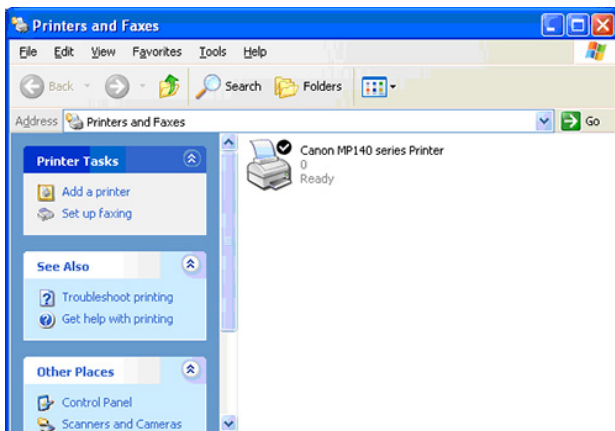 Printers and Faxes
File Edit View Favorites Tools Help
Back Search Folders
Address Printers and Faxes Go
Printer Tasks
Add a printer
Set up faxing
See Also
Troubleshoot printing
Get help with printing
Other Places
Control Panel
Scanners and Cameras
Canon MP140 series Printer
0
Ready